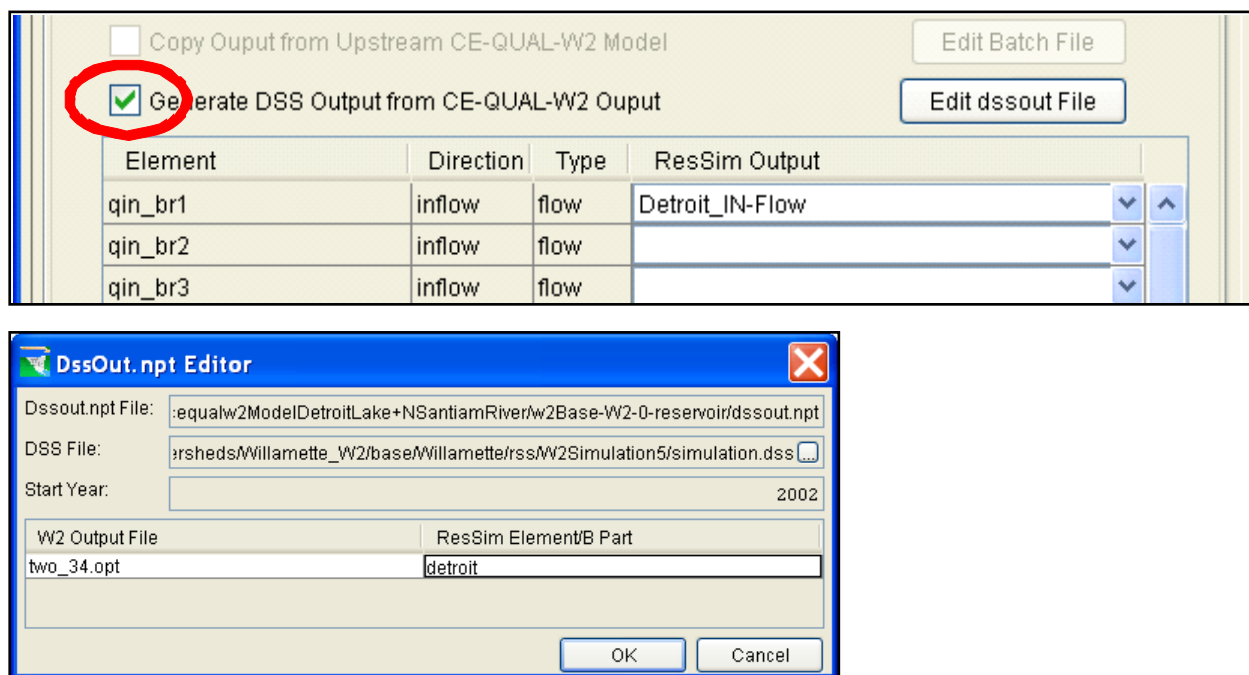 Copy Ouput from Upstream CE-QUAL-W2 Model Edit Batch File
Generate DSS Output from CE-QUAL-W2 Ouput Edit dssout File
Element Direction Type ResSim Output
qin_br1 inflow flow Detroit_IN-Flow
qin_br2 inflow flow
qin_br3 inflow flow
DssOut.npt Editor
Dssout.npt File: :equalw2ModelDetroitLake+NSantiamRiver/w2Base-W2-0-reservoir/dssout.npt
DSS File: ersheds/Willamette_W2/base/Willamette/rss/W2Simulation5/simulation.dss ...
Start Year: 2002
W2 Output File ResSim Element/B Part
two_34.opt detroit
OK Cancel